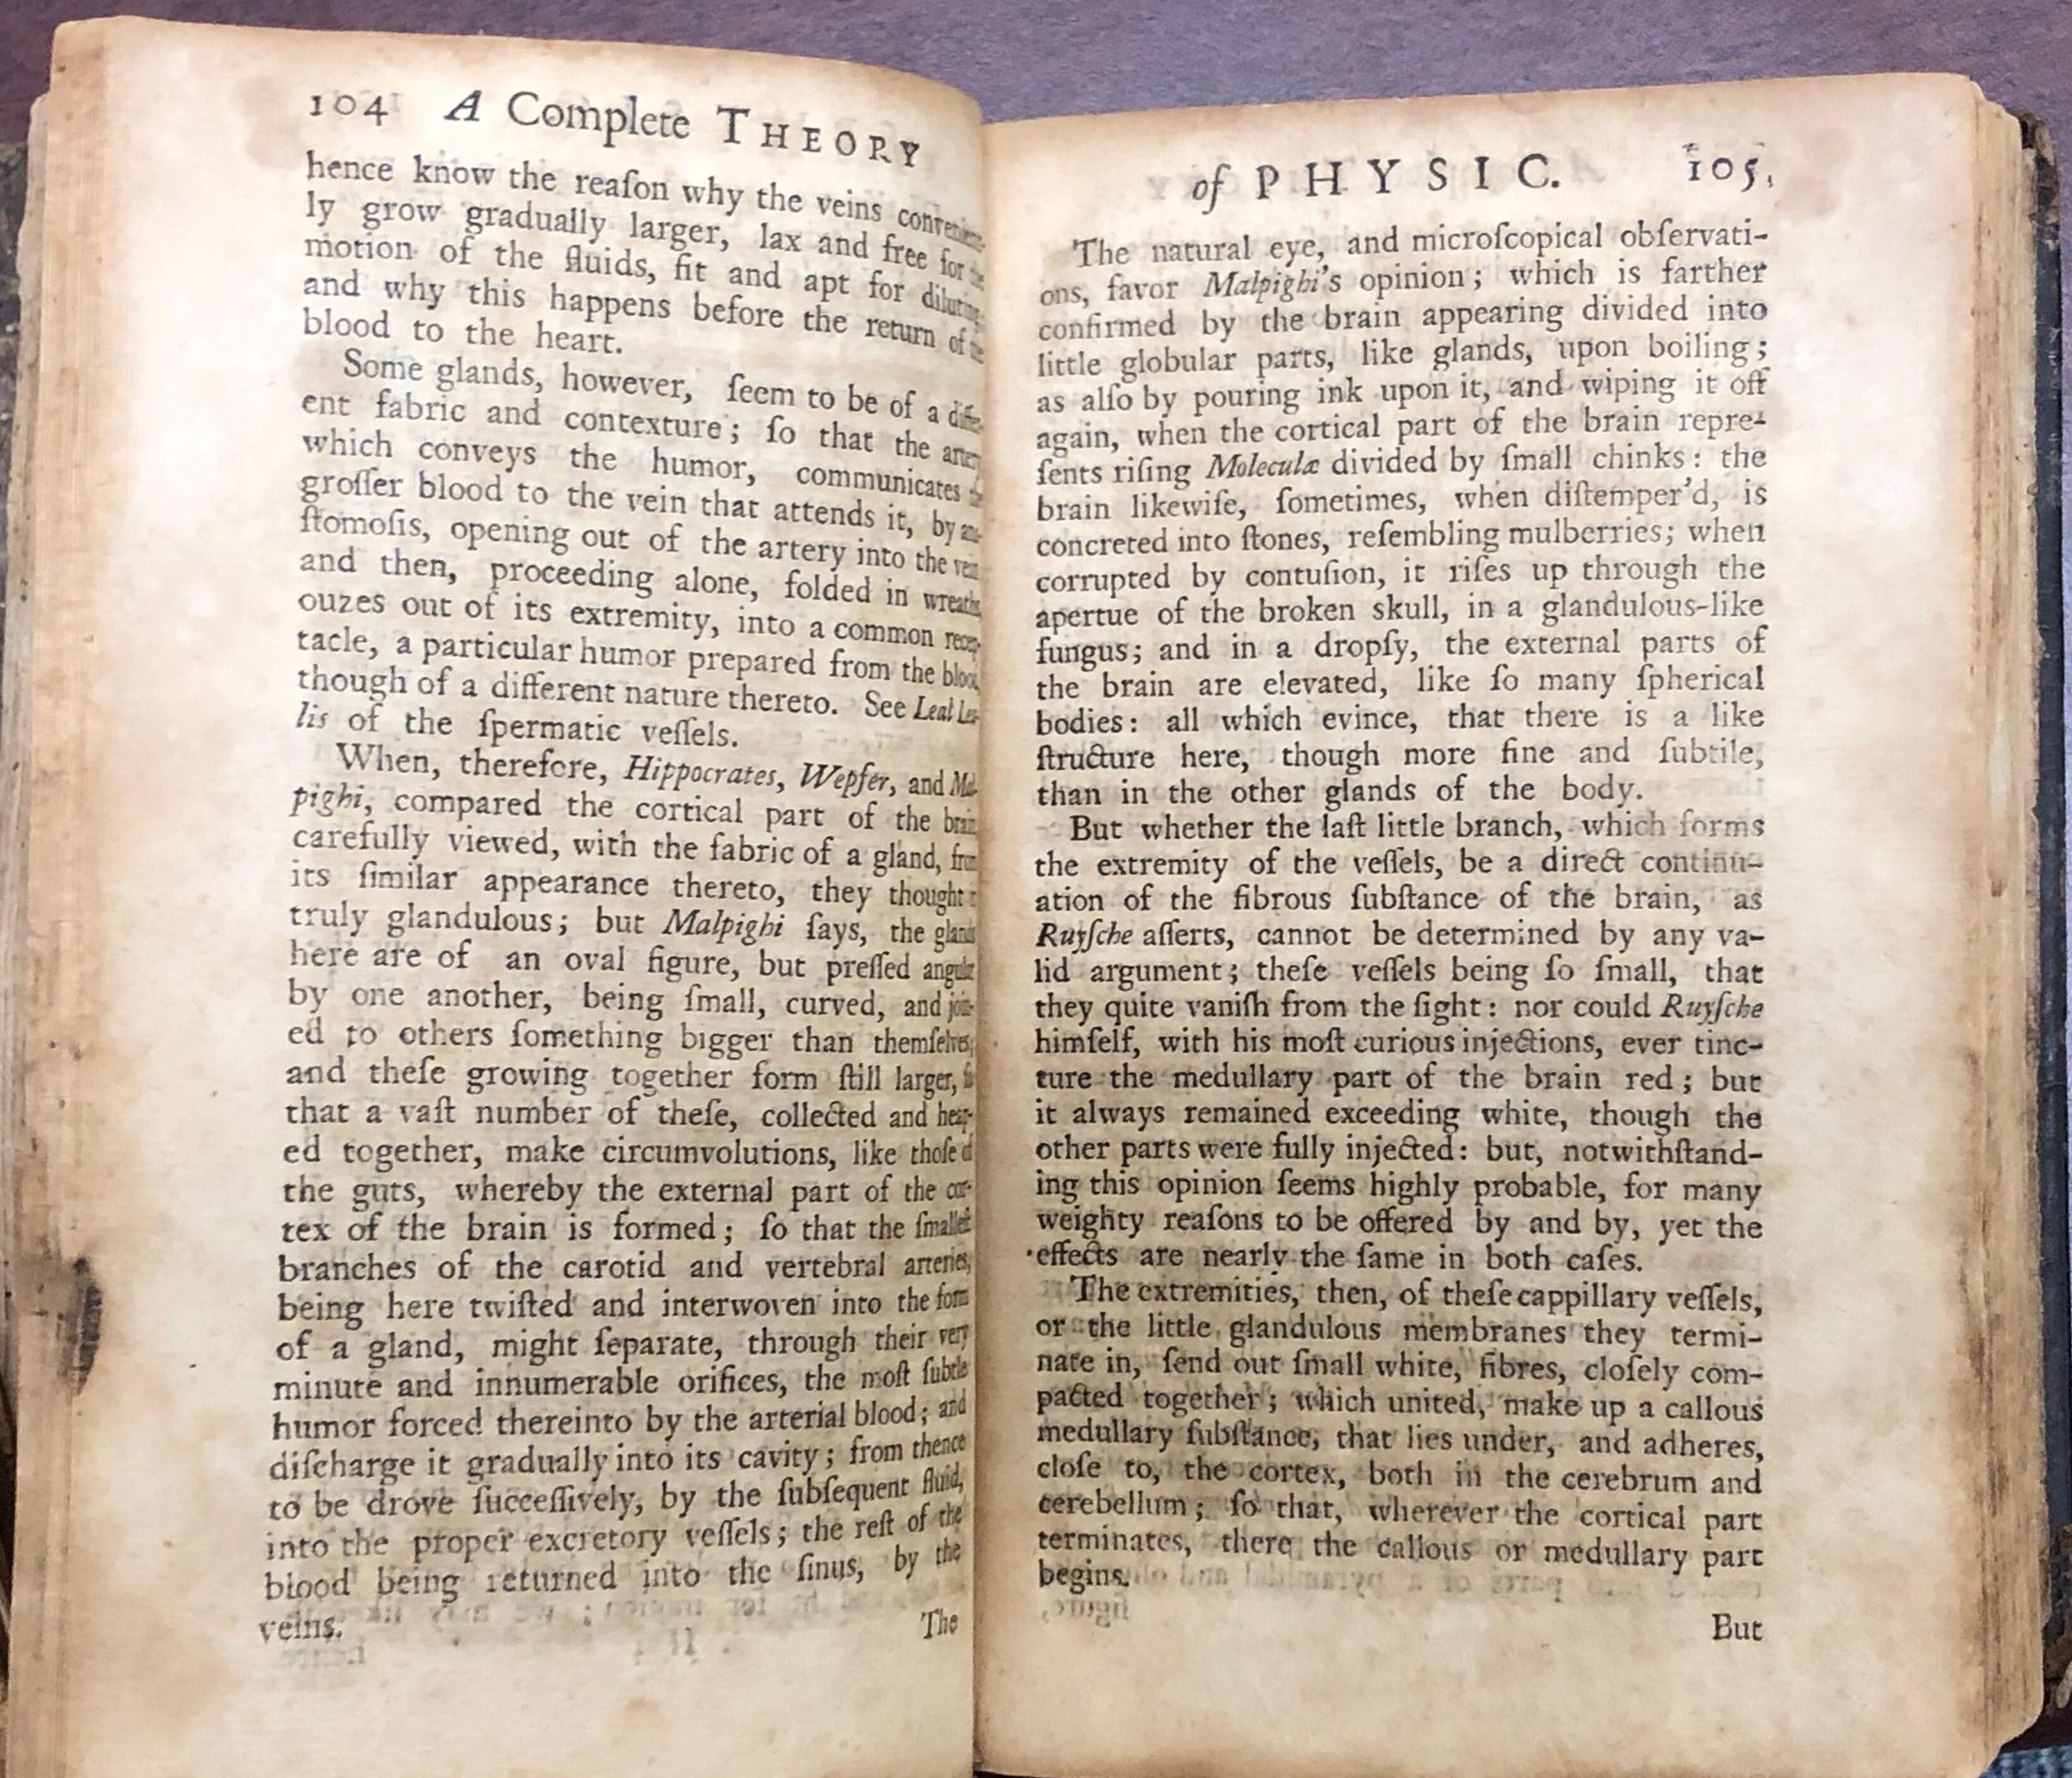 104 A Complete THEORY
hence know the reaſon why the veins
ly grow gradually larger, lax and free for
motion of the fluids, fit and apt for
and why this happens before the return of
blood to the heart.
Some glands, however, ſeem to be of a
ent fabric and contexture; ſo that the
which conveys the humor, communicates
groſſer blood to the vein that attends it, by
ſtomoſis, opening out of the artery into the
and then, proceeding alone, folded in
ouzes out of its extremity, into a common
tacle, a particular humor prepared from the
though of a different nature thereto. See Leal
lis of the ſpermatic veſſels.
When, therefore, Hippocrates, Wepfer, and
pighi, compared the cortical part of the
carefully viewed, with the fabric of a gland,
its ſimilar appearance thereto, they thought
truly glandulous; but Malpighi ſays, the
here are of an oval figure, but preſſed
by one another, being ſmall, curved, and join-
ed to others ſomething bigger than themſelves;
and theſe growing together form ſtill larger,
that a vaſt number of theſe, collected and heap-
ed together, make circumvolutions, like thoſe
the guts, whereby the external part of the cor-
tex of the brain is formed; ſo that the ſmalleſt
branches of the carotid and vertebral arteries,
being here twiſted and interwoven into the form
of a gland, might ſeparate, through their very
minute and innumerable orifices, the moſt ſubtle
humor forced thereinto by the arterial blood; and
diſcharge it gradually into its cavity; from thence
to be drove ſucceſſively, by the ſubſequent fluid,
into the proper excretory veſſels; the reſt of the
blood being returned into the ſinus, by the
veins.
The
of PHYSIC. 105.
The natural eye, and microſcopical obſervati-
ons, favor Malpighi's opinion; which is farther
confirmed by the brain appearing divided into
little globular parts, like glands, upon boiling;
as alſo by pouring ink upon it, and wiping it off
again, when the cortical part of the brain repre-
ſents riſing Moleculæ divided by ſmall chinks: the
brain likewiſe, ſometimes, when diſtemper'd, is
concreted into ſtones, reſembling mulberries; when
corrupted by contuſion, it riſes up through the
apertue of the broken skull, in a glandulous-like
fungus; and in a dropſy, the external parts of
the brain are elevated, like ſo many ſpherical
bodies: all which evince, that there is a like
ſtructure here, though more fine and ſubtile,
than in the other glands of the body.
But whether the laſt little branch, which forms
the extremity of the veſſels, be a direct continu-
ation of the fibrous ſubſtance of the brain, as
Ruyſche aſſerts, cannot be determined by any va-
lid argument; theſe veſſels being ſo ſmall, that
they quite vaniſh from the ſight: nor could Ruyſche
himſelf, with his moſt curious injections, ever tinc-
ture the medullary part of the brain red; but
it always remained exceeding white, though the
other parts were fully injected: but, notwithſtand-
ing this opinion ſeems highly probable, for many
weighty reaſons to be offered by and by, yet the
effects are nearly the ſame in both caſes.
The extremities, then, of theſe cappillary veſſels,
or the little glandulous membranes they termi-
nate in, ſend out ſmall white, fibres, cloſely com-
pacted together; which united, make up a callous
medullary ſubſtance, that lies under, and adheres,
cloſe to, the cortex, both in the cerebrum and
cerebellum; ſo that, wherever the cortical part
terminates, there the callous or medullary part
begins.
But